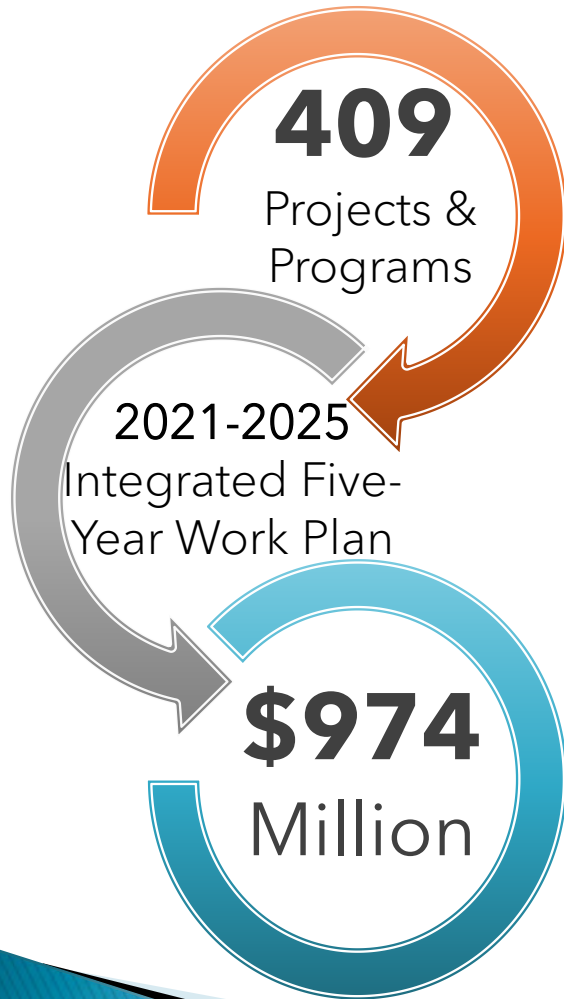 409
Projects &
Programs
2021-2025
Integrated Five-
Year Work Plan
$974
Million